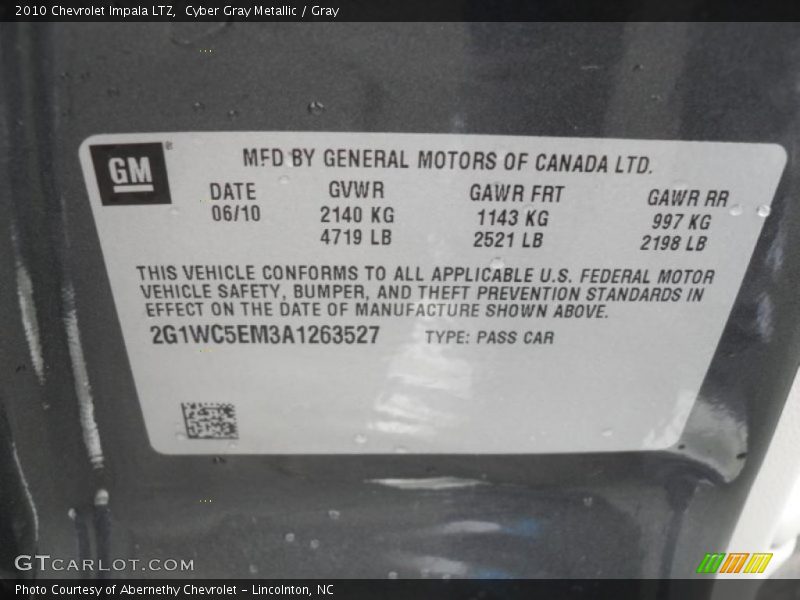 2010 Chevrolet Impala LTZ, Cyber Gray Metallic / Gray
GM ®
MFD BY GENERAL MOTORS OF CANADA LTD.
DATE GVWR GAWR FRT GAWR RR
06/10 2140 KG 1143 KG 997 KG
4719 LB 2521 LB 2198 LB
THIS VEHICLE CONFORMS TO ALL APPLICABLE U.S. FEDERAL MOTOR
VEHICLE SAFETY, BUMPER, AND THEFT PREVENTION STANDARDS IN
EFFECT ON THE DATE OF MANUFACTURE SHOWN ABOVE.
2G1WC5EM3A1263527 TYPE: PASS CAR
GTCARLOT.COM
Photo Courtesy of Abernethy Chevrolet - Lincolnton, NC